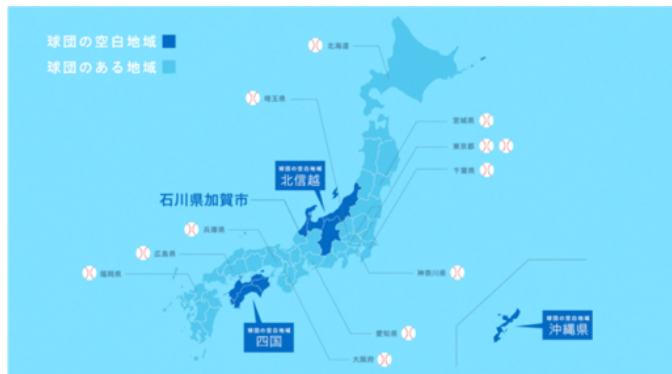 球団の空白地域
球団のある地域
北海道
埼玉県
宮城県
東京都
千葉県
球団の空白地域
北信越
石川県加賀市
兵庫県
広島県
福岡県
神奈川県
球団の空白地域
四国
愛知県
大阪府
球団の空白地域
沖縄県